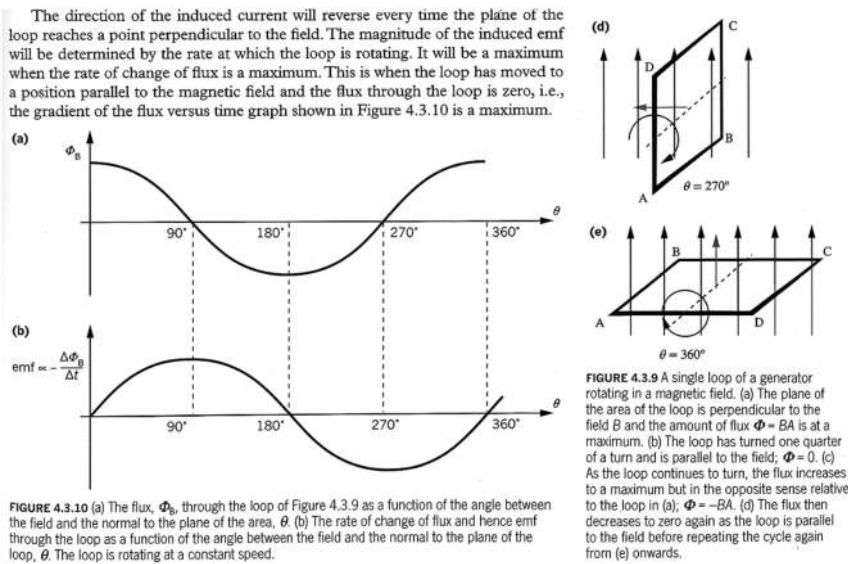 The direction of the induced current will reverse every time the plane of the
loop reaches a point perpendicular to the field. The magnitude of the induced emf
will be determined by the rate at which the loop is rotating. It will be a maximum
when the rate of change of flux is a maximum. This is when the loop has moved to
a position parallel to the magnetic field and the flux through the loop is zero, i.e.,
the gradient of the flux versus time graph shown in Figure 4.3.10 is a maximum.
(a)
ΦB
θ
90° 180° 270° 360°
(b)
emf ∝ − ΔΦB
Δt
θ
90° 180° 270° 360°
FIGURE 4.3.10 (a) The flux, ΦB, through the loop of Figure 4.3.9 as a function of the angle between
the field and the normal to the plane of the area, θ. (b) The rate of change of flux and hence emf
through the loop as a function of the angle between the field and the normal to the plane of the
loop, θ. The loop is rotating at a constant speed.
(d)
C
D
B
A
θ = 270°
(e)
B
C
A
D
θ = 360°
FIGURE 4.3.9 A single loop of a generator
rotating in a magnetic field. (a) The plane of
the area of the loop is perpendicular to the
field B and the amount of flux Φ = BA is at a
maximum. (b) The loop has turned one quarter
of a turn and is parallel to the field; Φ = 0. (c)
As the loop continues to turn, the flux increases
to a maximum but in the opposite sense relative
to the loop in (a); Φ = −BA. (d) The flux then
decreases to zero again as the loop is parallel
to the field before repeating the cycle again
from (e) onwards.